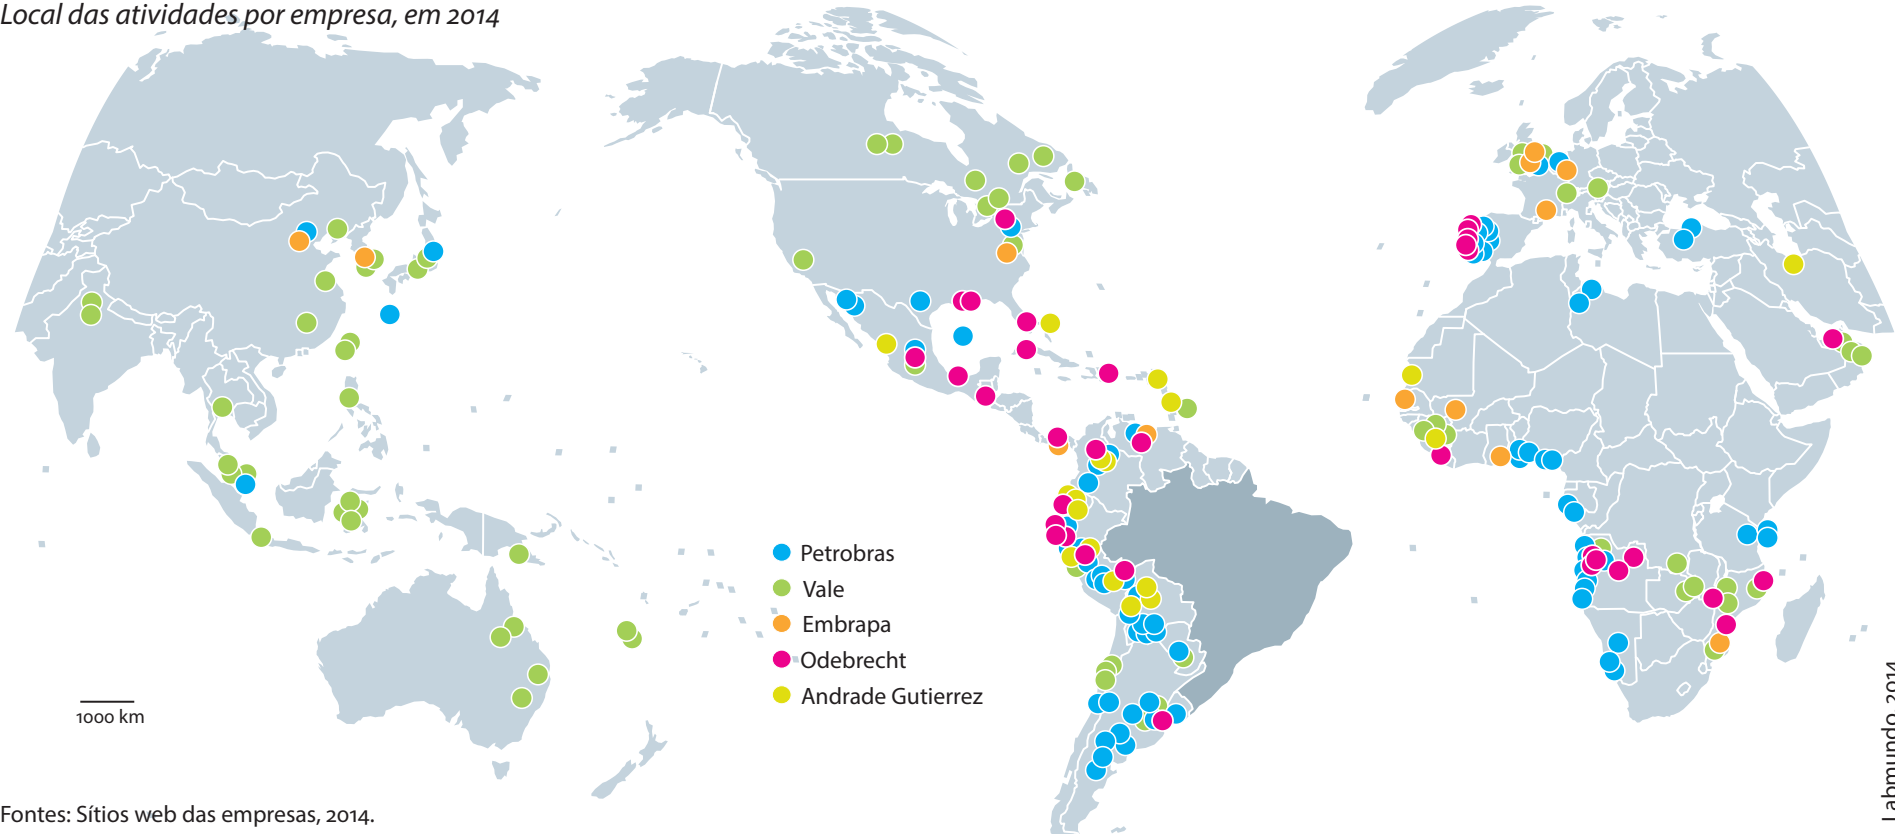 Local das atividades por empresa, em 2014
Petrobras
Vale
Embrapa
Odebrecht
Andrade Gutierrez
1000 km
Fontes: Sítios web das empresas, 2014.
Labmundo, 2014